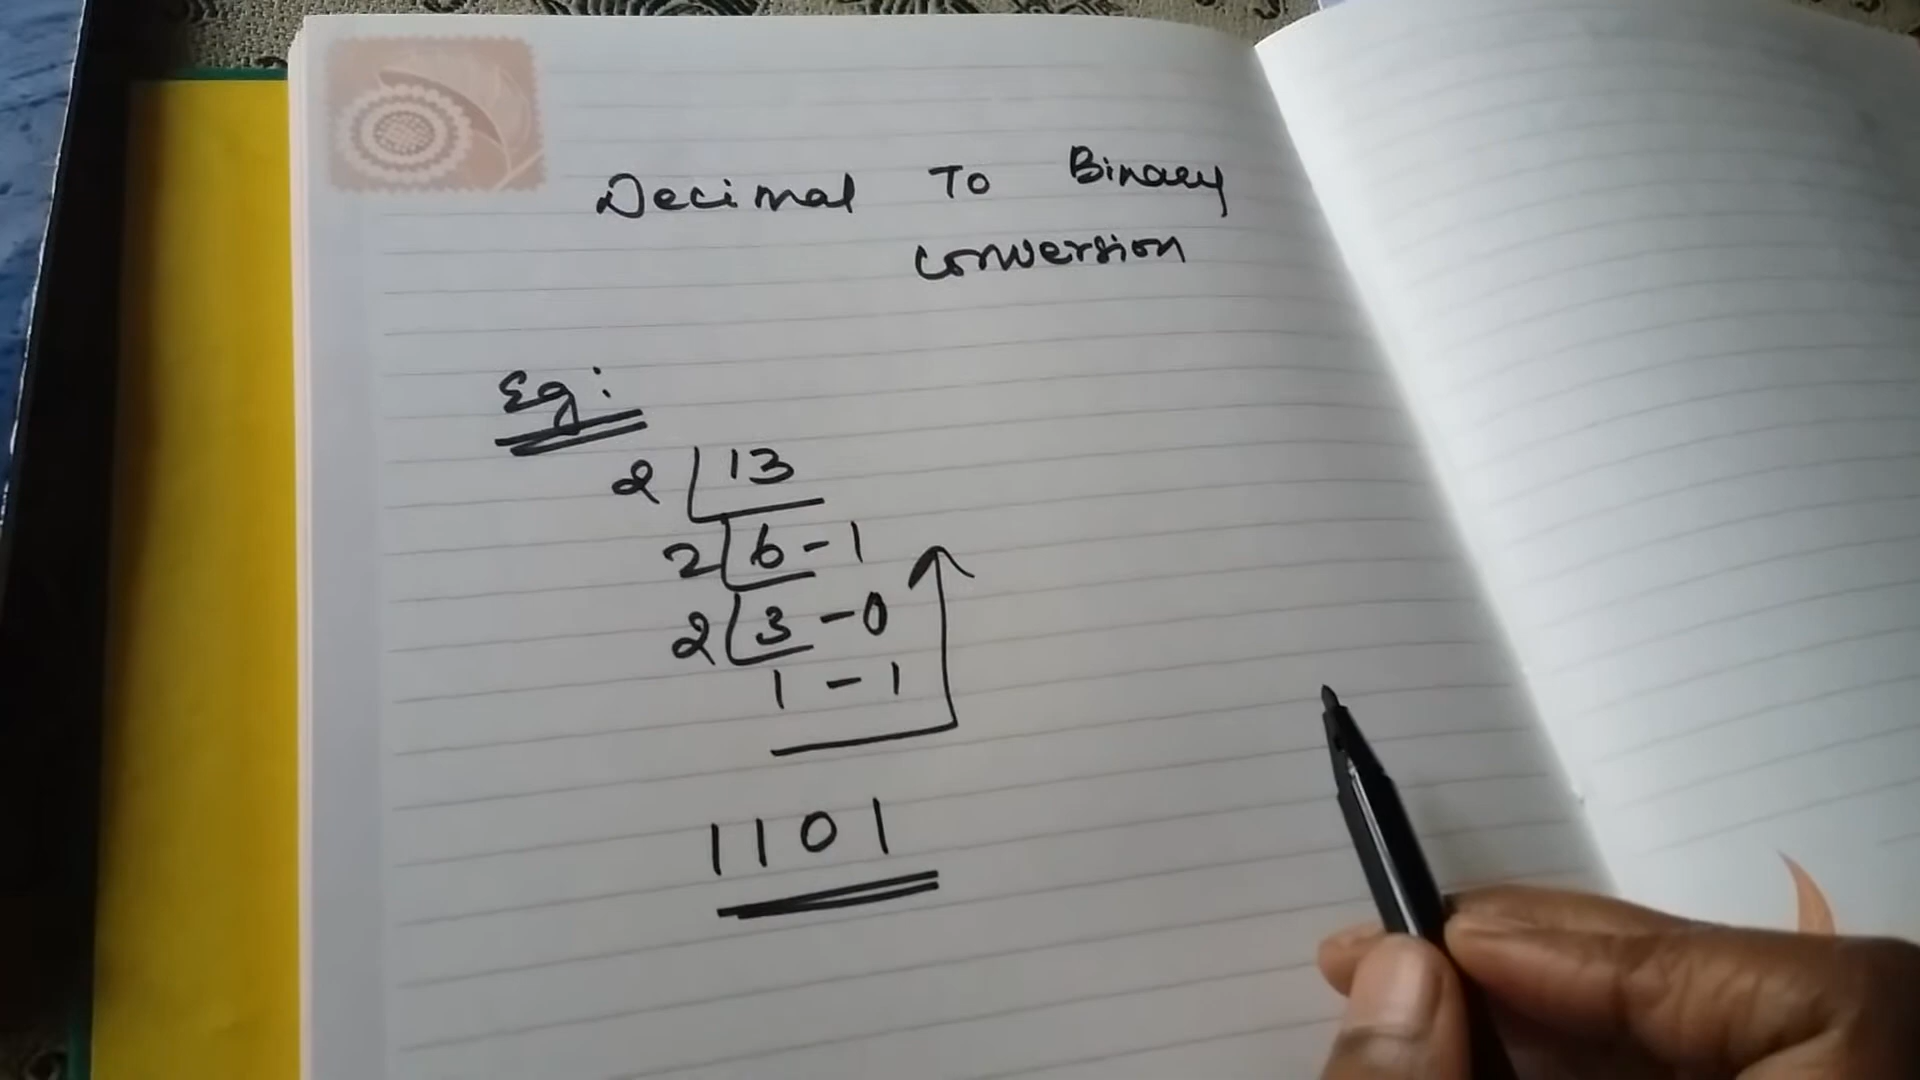 Decimal To Binary
conversion
Eg:
2 13
2 6 - 1
2 3 - 0
1 - 1
1101